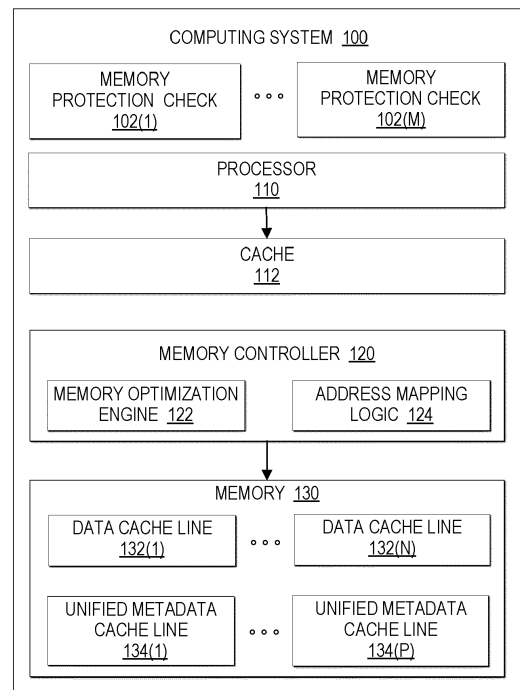 COMPUTING SYSTEM 100
MEMORY
PROTECTION CHECK
102(1)
MEMORY
PROTECTION CHECK
102(M)
PROCESSOR
110
CACHE
112
MEMORY CONTROLLER 120
MEMORY OPTIMIZATION
ENGINE 122
ADDRESS MAPPING
LOGIC 124
MEMORY 130
DATA CACHE LINE
132(1)
DATA CACHE LINE
132(N)
UNIFIED METADATA
CACHE LINE
134(1)
UNIFIED METADATA
CACHE LINE
134(P)